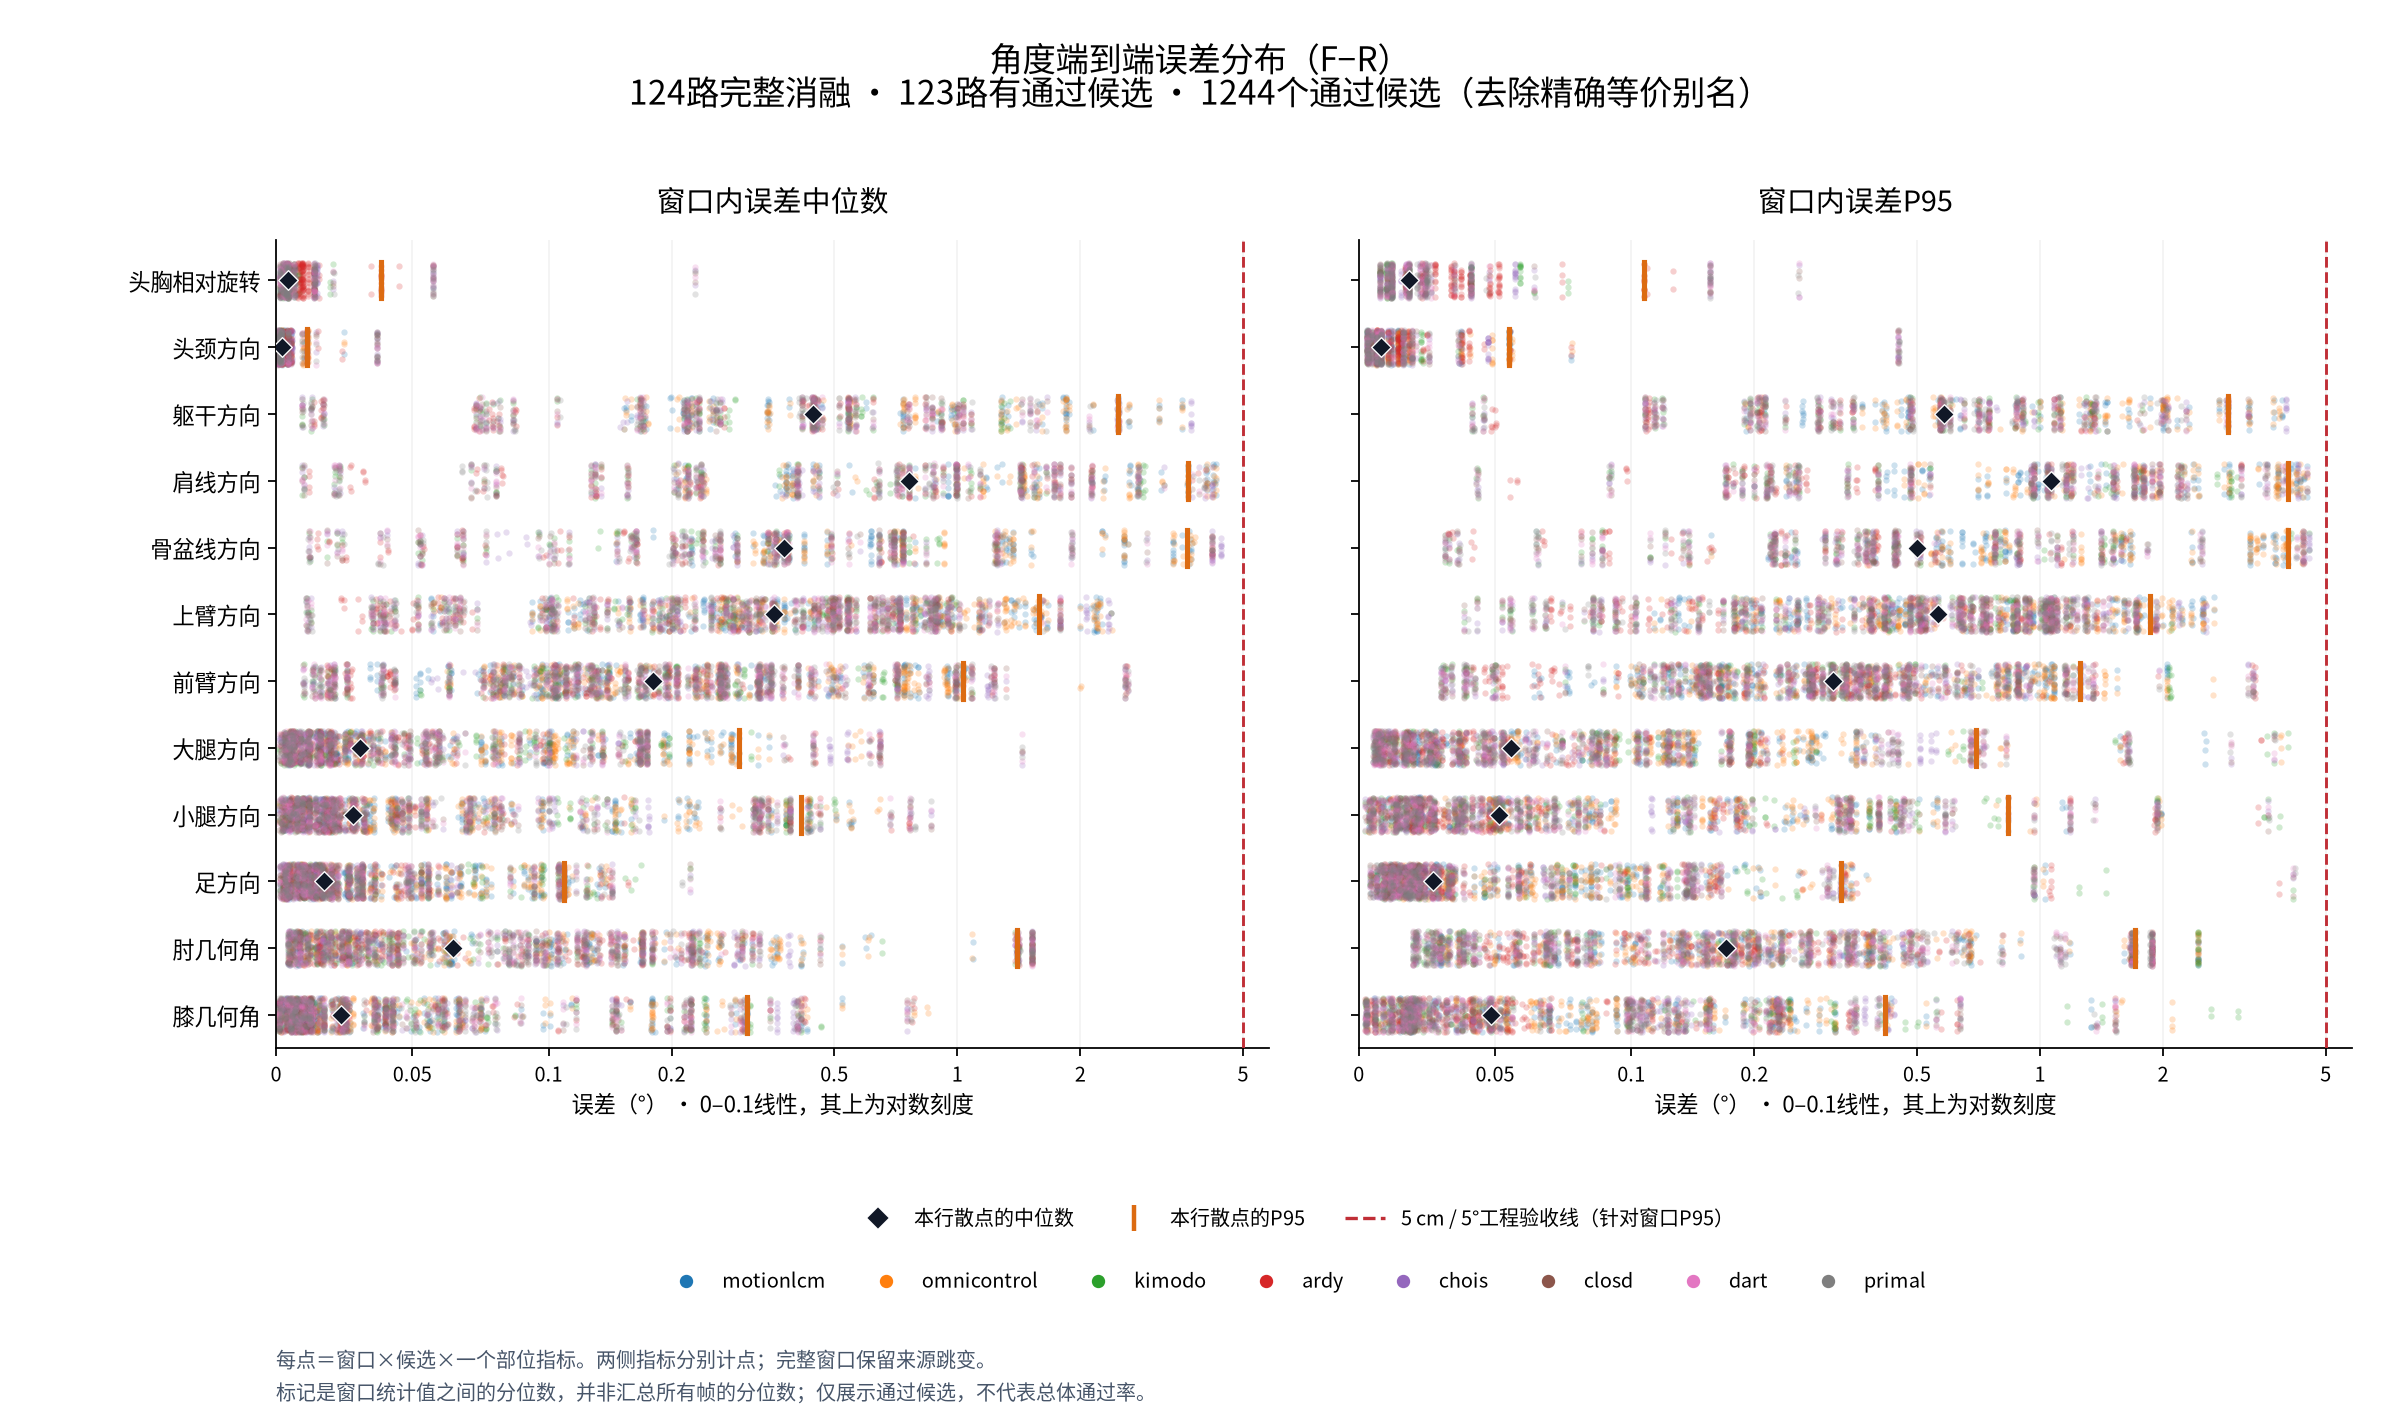 角度端到端误差分布（F−R）
124路完整消融 · 123路有通过候选 · 1244个通过候选（去除精确等价别名）
窗口内误差中位数
窗口内误差P95
头胸相对旋转
头颈方向
躯干方向
肩线方向
骨盆线方向
上臂方向
前臂方向
大腿方向
小腿方向
足方向
肘几何角
膝几何角
0 0.05 0.1 0.2 0.5 1 2 5
0 0.05 0.1 0.2 0.5 1 2 5
误差（°） · 0–0.1线性，其上为对数刻度
误差（°） · 0–0.1线性，其上为对数刻度
本行散点的中位数 本行散点的P95 5 cm / 5°工程验收线（针对窗口P95）
motionlcm omnicontrol kimodo ardy chois closd dart primal
每点＝窗口×候选×一个部位指标。两侧指标分别计点；完整窗口保留来源跳变。
标记是窗口统计值之间的分位数，并非汇总所有帧的分位数；仅展示通过候选，不代表总体通过率。